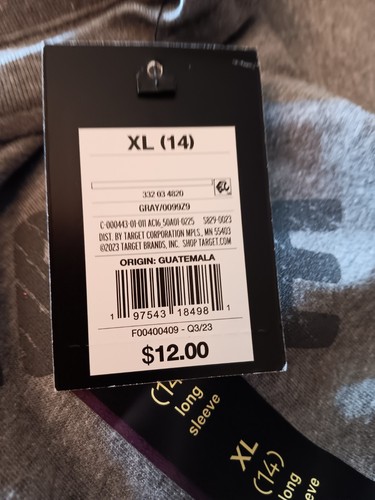 XL (14)
332 03 4820
GRAY/0099Z9
C-000443-01-011 AC16 50A01-0225 5829-0023
DIST. BY TARGET CORPORATION MPLS., MN 55403
©2023 TARGET BRANDS, INC. SHOP TARGET.COM
ORIGIN: GUATEMALA
1 97543 18498 1
F00400409 - Q3/23
$12.00
(14)
long
sleeve
XL
(14)
long
sleeve